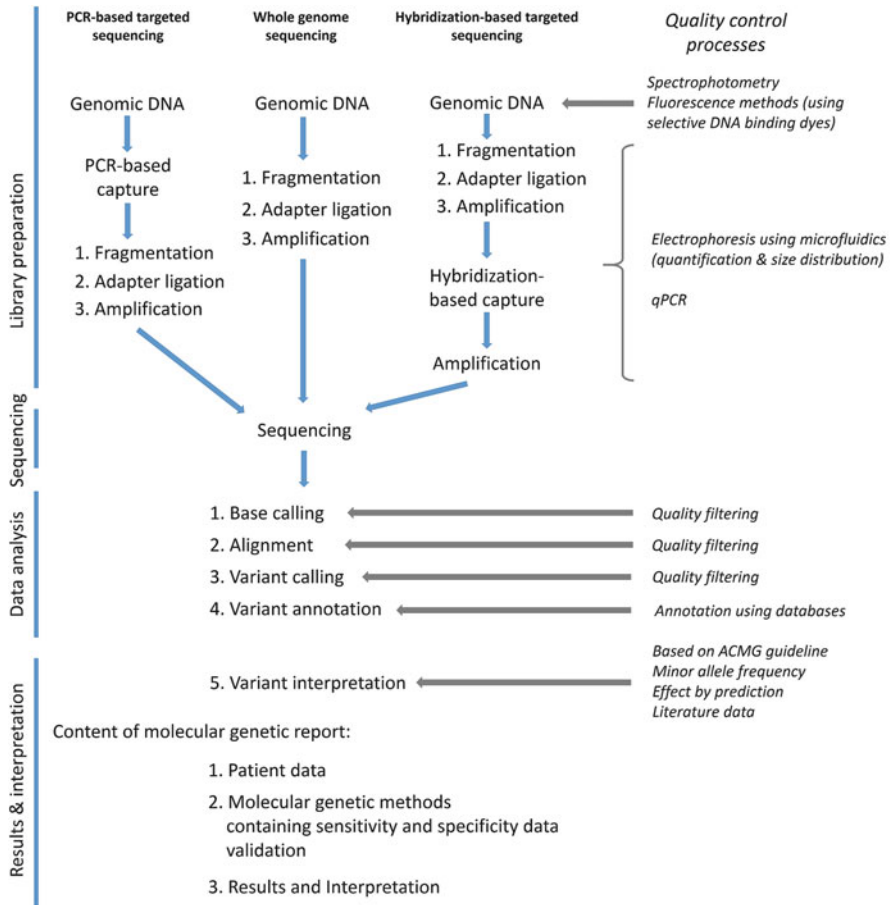 PCR-based targeted
sequencing
Whole genome
sequencing
Hybridization-based targeted
sequencing
Quality control
processes
Library preparation
Genomic DNA
PCR-based
capture
1. Fragmentation
2. Adapter ligation
3. Amplification
Genomic DNA
1. Fragmentation
2. Adapter ligation
3. Amplification
Genomic DNA
1. Fragmentation
2. Adapter ligation
3. Amplification
Hybridization-
based capture
Amplification
Spectrophotometry
Fluorescence methods (using
selective DNA binding dyes)
Electrophoresis using microfluidics
(quantification & size distribution)
qPCR
Sequencing
Sequencing
Data analysis
1. Base calling
Quality filtering
2. Alignment
Quality filtering
3. Variant calling
Quality filtering
4. Variant annotation
Annotation using databases
Results & interpretation
5. Variant interpretation
Based on ACMG guideline
Minor allele frequency
Effect by prediction
Literature data
Content of molecular genetic report:
1. Patient data
2. Molecular genetic methods
containing sensitivity and specificity data
validation
3. Results and Interpretation